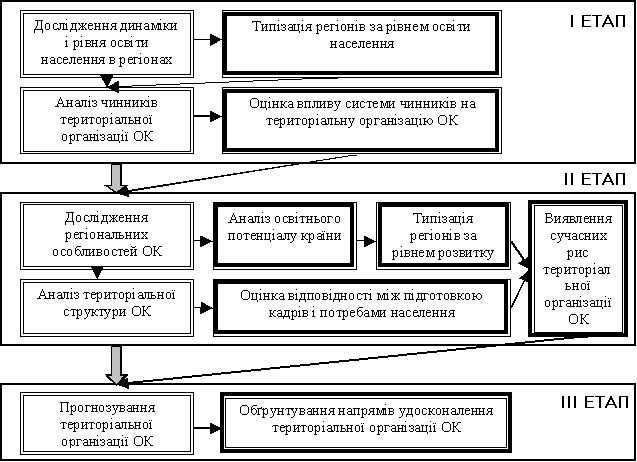 І ЕТАП
Дослідження динаміки
і рівня освіти
населення в регіонах
Типізація регіонів за рівнем освіти
населення
Аналіз чинників
територіальної
організації ОК
Оцінка впливу системи чинників на
територіальну організацію ОК
ІІ ЕТАП
Дослідження
регіональних
особливостей ОК
Аналіз освітнього
потенціалу країни
Типізація
регіонів за
рівнем розвитку
Виявлення
сучасних
рис
територіал
ьної
організації
ОК
Аналіз територіальної
структури ОК
Оцінка відповідності між підготовкою
кадрів і потребами населення
ІІІ ЕТАП
Прогнозування
територіальної
організації ОК
Обґрунтування напрямів удосконалення
територіальної організації ОК